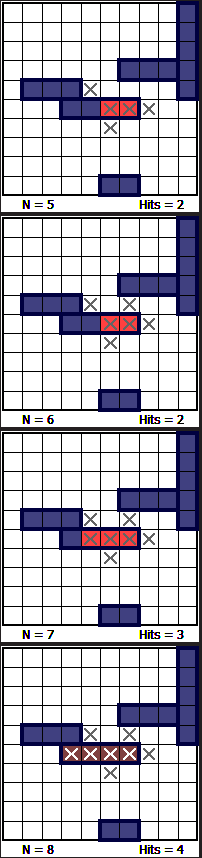 N = 5 Hits = 2
N = 6 Hits = 2
N = 7 Hits = 3
N = 8 Hits = 4